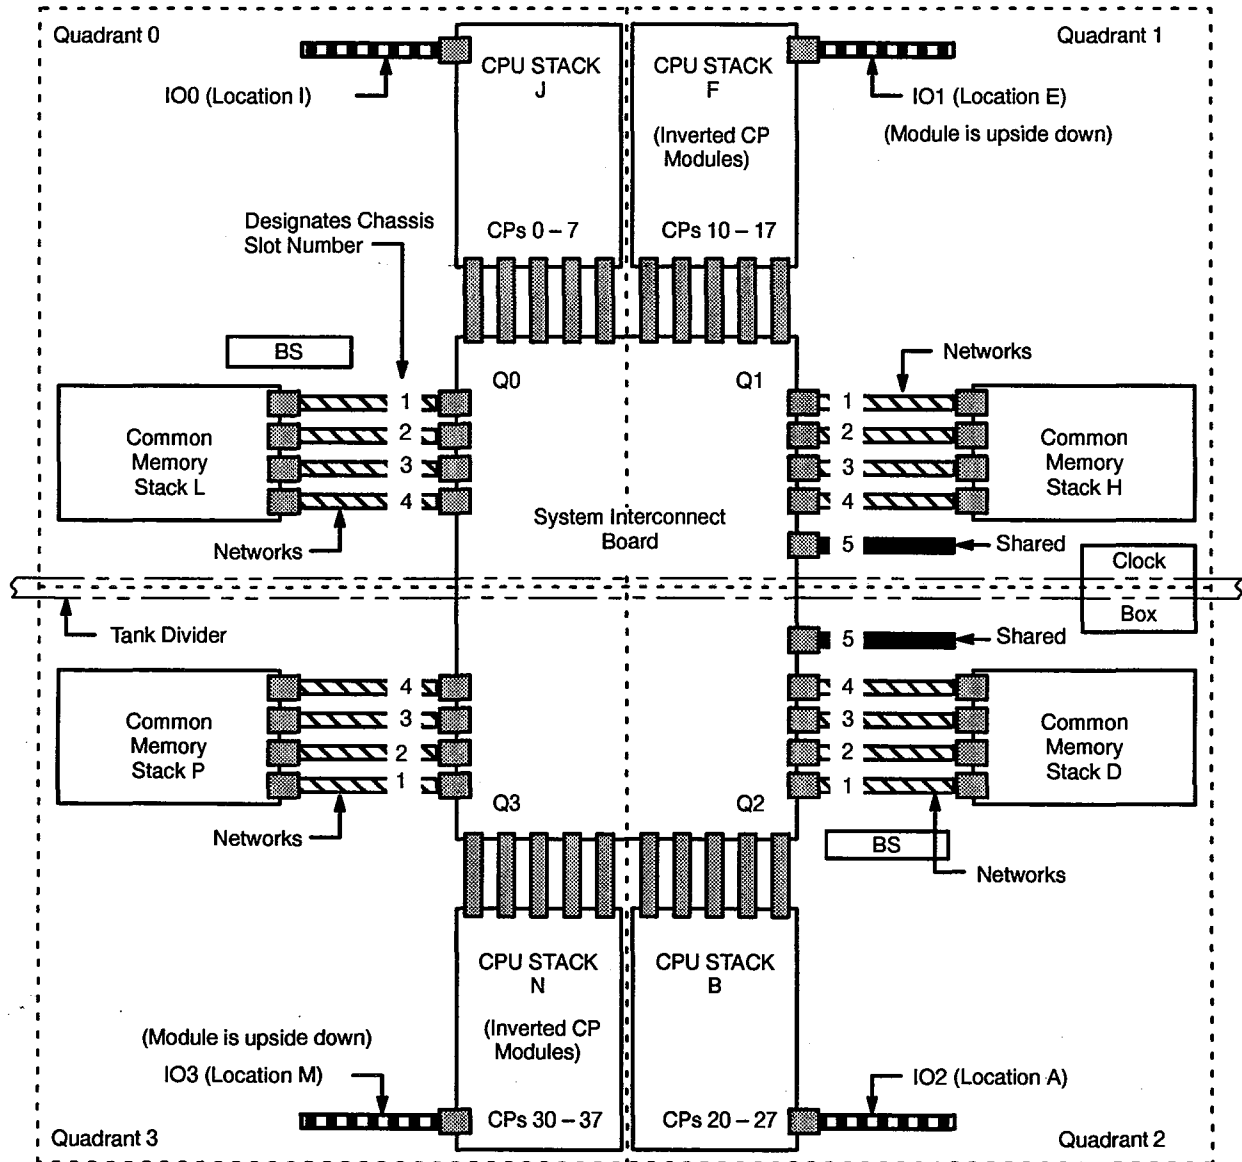 Quadrant 0
Quadrant 1
CPU STACK
J
CPU STACK
F
IO0 (Location I)
IO1 (Location E)
(Inverted CP
Modules)
(Module is upside down)
Designates Chassis
Slot Number
CPs 0 – 7
CPs 10 – 17
BS
Networks
Q0
Q1
1
2
3
4
1
2
3
4
Common
Memory
Stack L
Common
Memory
Stack H
System Interconnect
Board
Networks
5
Shared
Clock
Box
Tank Divider
5
Shared
4
3
2
1
4
3
2
1
Common
Memory
Stack P
Common
Memory
Stack D
Q3
Q2
Networks
BS
Networks
CPU STACK
N
CPU STACK
B
(Inverted CP
Modules)
(Module is upside down)
IO3 (Location M)
IO2 (Location A)
CPs 30 – 37
CPs 20 – 27
Quadrant 3
Quadrant 2